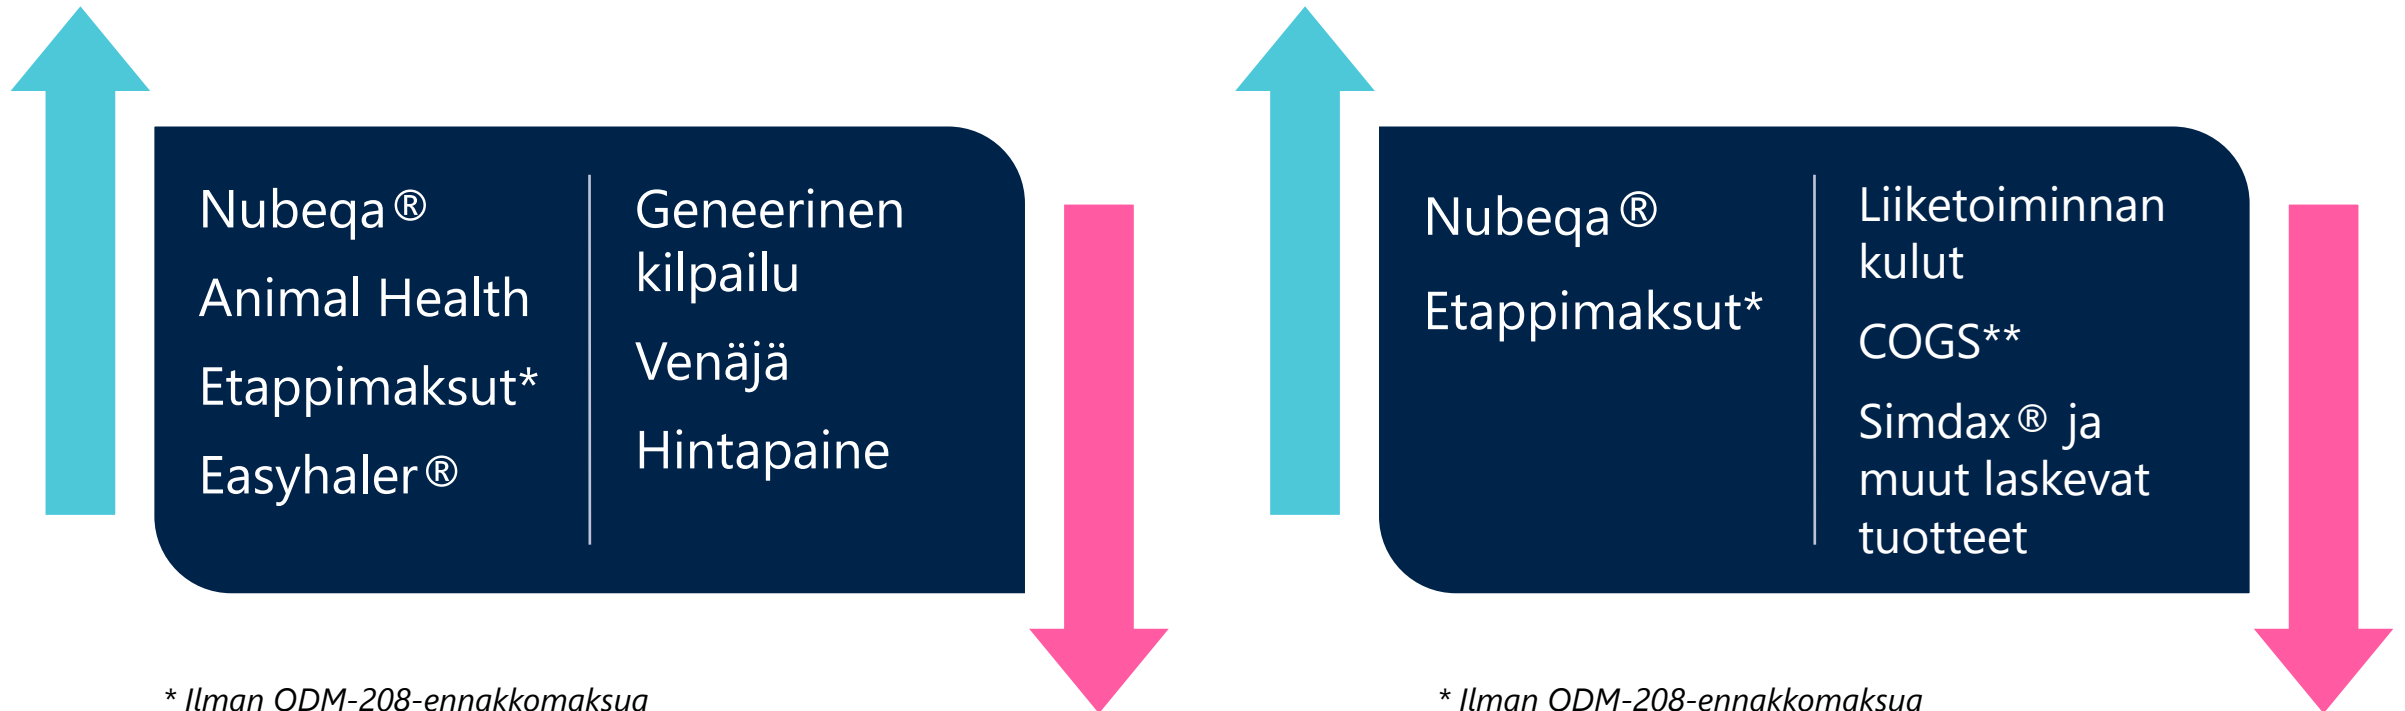 Nubeqa®
Animal Health
Etappimaksut*
Easyhaler®
Geneerinen
kilpailu
Venäjä
Hintapaine
* Ilman ODM-208-ennakkomaksua
Nubeqa®
Etappimaksut*
Liiketoiminnan
kulut
COGS**
Simdax® ja
muut laskevat
tuotteet
* Ilman ODM-208-ennakkomaksua